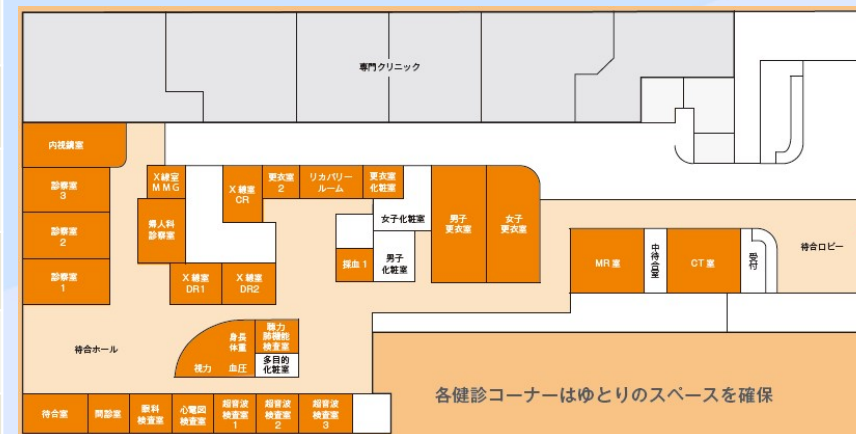 専門クリニック
内視鏡室
診察室
3
診察室
2
診察室
1
X線室
MMG
婦人科
診察室
X線室
CR
更衣室
2
リカバリー
ルーム
更衣室
化粧室
女子化粧室
男子
更衣室
女子
更衣室
採血1
男子
化粧室
X線室
DR1
X線室
DR2
MR室
中待合室
CT室
受付
待合ロビー
待合ホール
身長
体重
視力
血圧
聴力
肺機能
検査室
多目的
化粧室
待合室
問診室
眼科
検査室
心電図
検査室
超音波
検査室
1
超音波
検査室
2
超音波
検査室
3
各健診コーナーはゆとりのスペースを確保